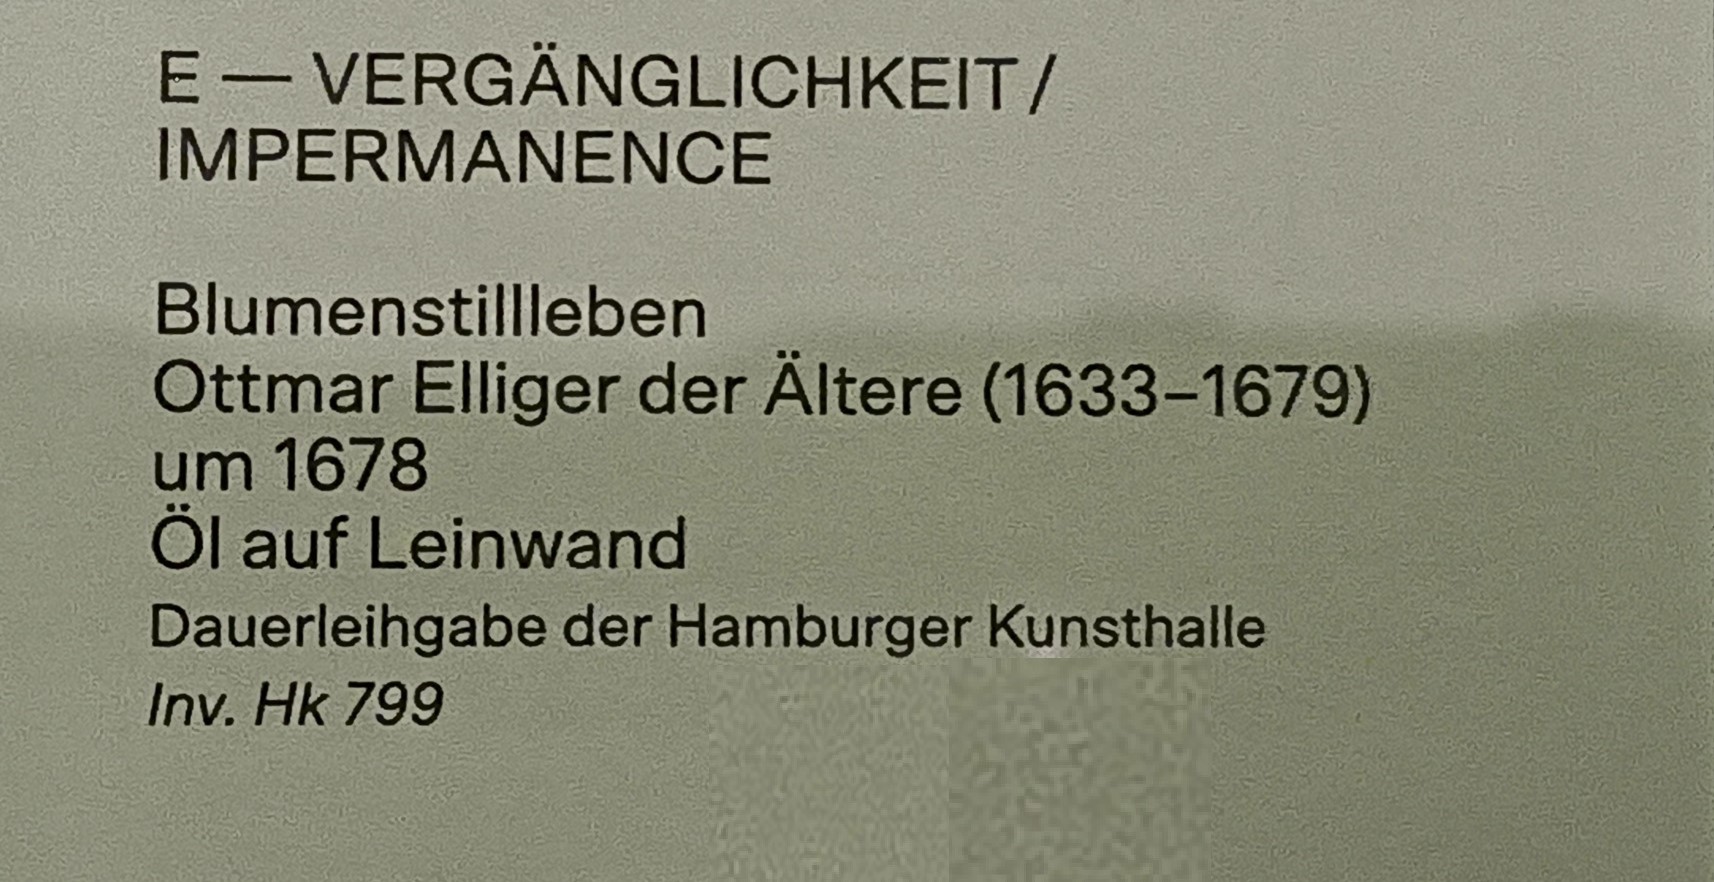 E — VERGÄNGLICHKEIT /
IMPERMANENCE
Blumenstillleben
Ottmar Elliger der Ältere (1633–1679)
um 1678
Öl auf Leinwand
Dauerleihgabe der Hamburger Kunsthalle
Inv. Hk 799